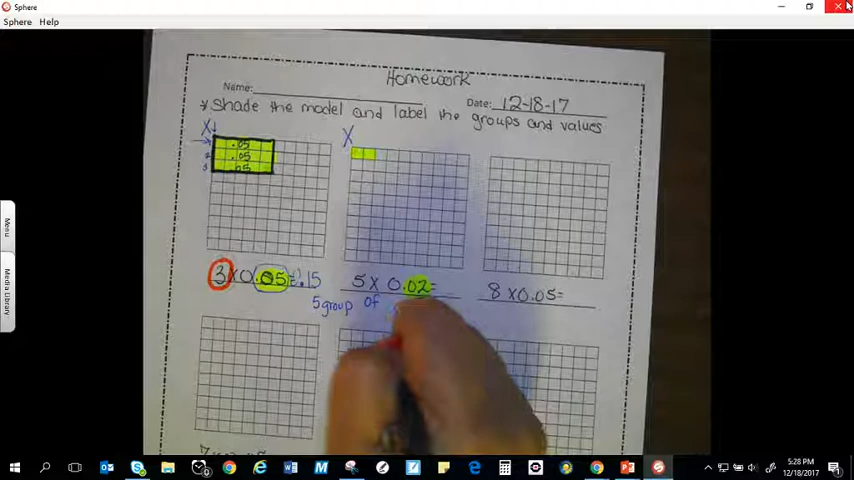 Sphere
Sphere Help
Homework
Name:
Date: 12-18-17
*Shade the model and label the groups and values
X
X
.05
.05
.05
3 x 0.05 = .15
5 x 0.02=
8 x0.05=
5 group of
Menu
Media Library
5:28 PM
12/18/2017